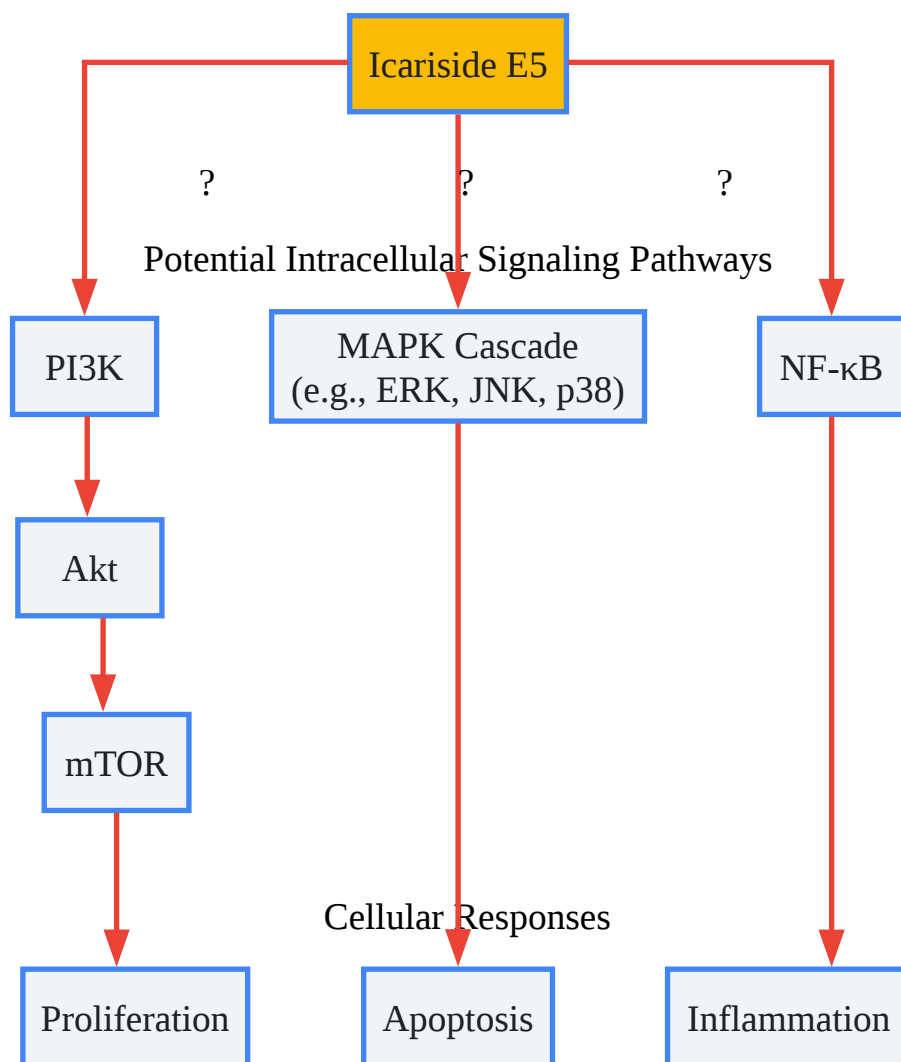 Icariside E5
? ? ?
Potential Intracellular Signaling Pathways
PI3K
MAPK Cascade
(e.g., ERK, JNK, p38)
NF-κB
Akt
mTOR
Cellular Responses
Proliferation
Apoptosis
Inflammation